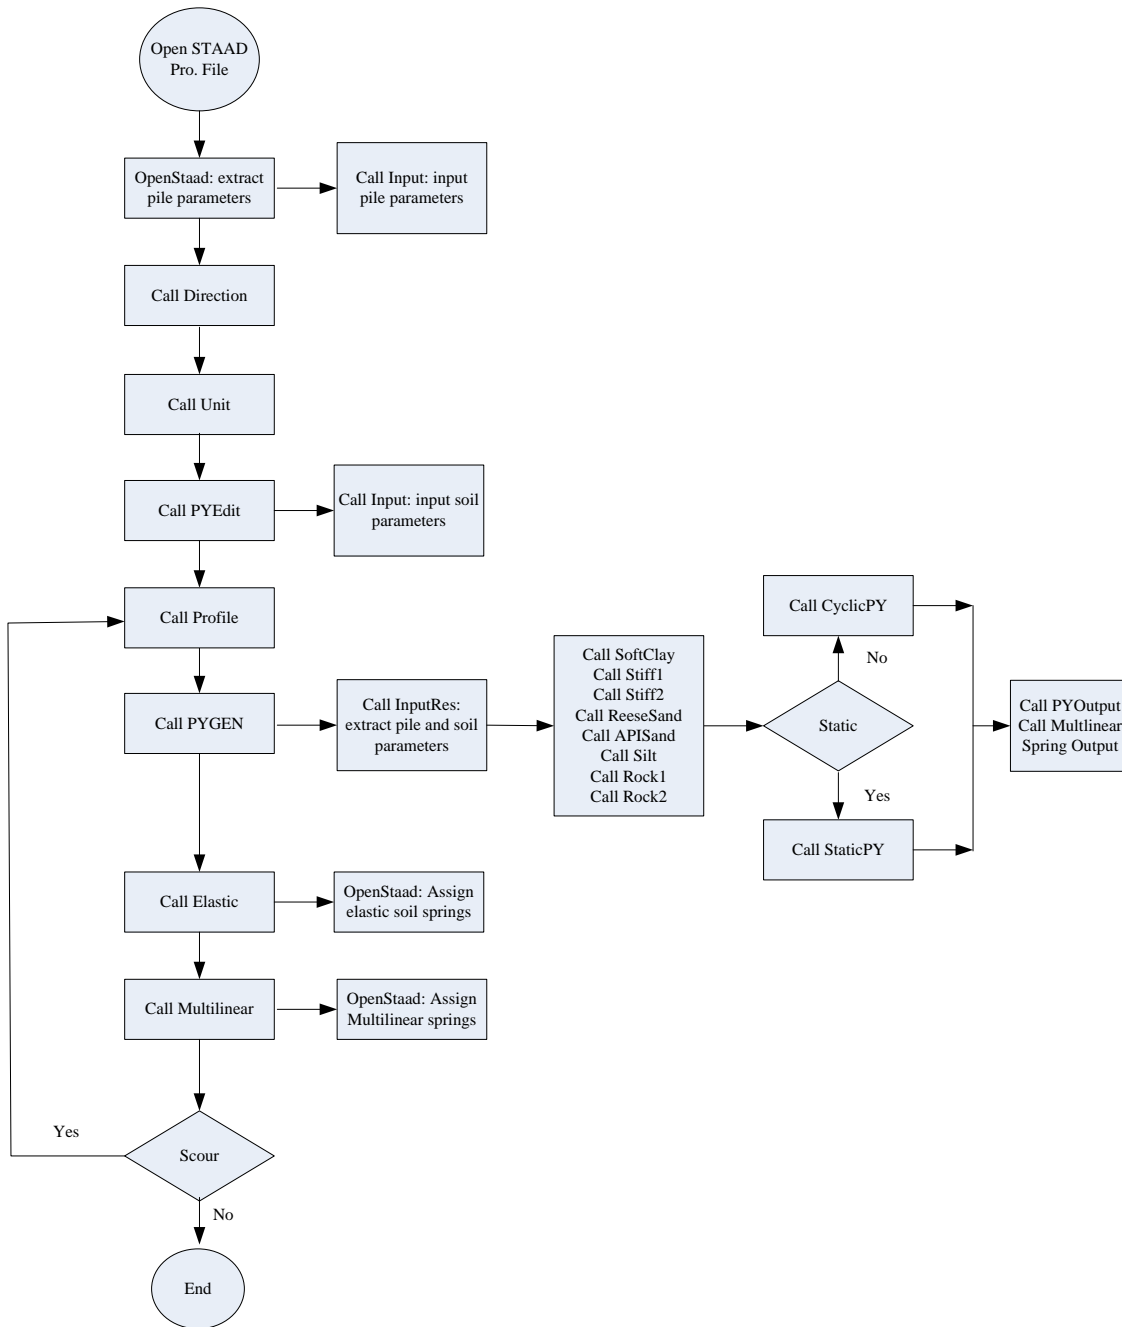 Open STAAD
Pro. File
OpenStaad: extract
pile parameters
Call Input: input
pile parameters
Call Direction
Call Unit
Call PYEdit
Call Input: input soil
parameters
Call Profile
Call PYGEN
Call InputRes:
extract pile and soil
parameters
Call SoftClay
Call Stiff1
Call Stiff2
Call ReeseSand
Call APISand
Call Silt
Call Rock1
Call Rock2
Call CyclicPY
No
Static
Yes
Call StaticPY
Call PYOutput
Call Multlinear
Spring Output
Call Elastic
OpenStaad: Assign
elastic soil springs
Call Multilinear
OpenStaad: Assign
Multilinear springs
Yes
Scour
No
End